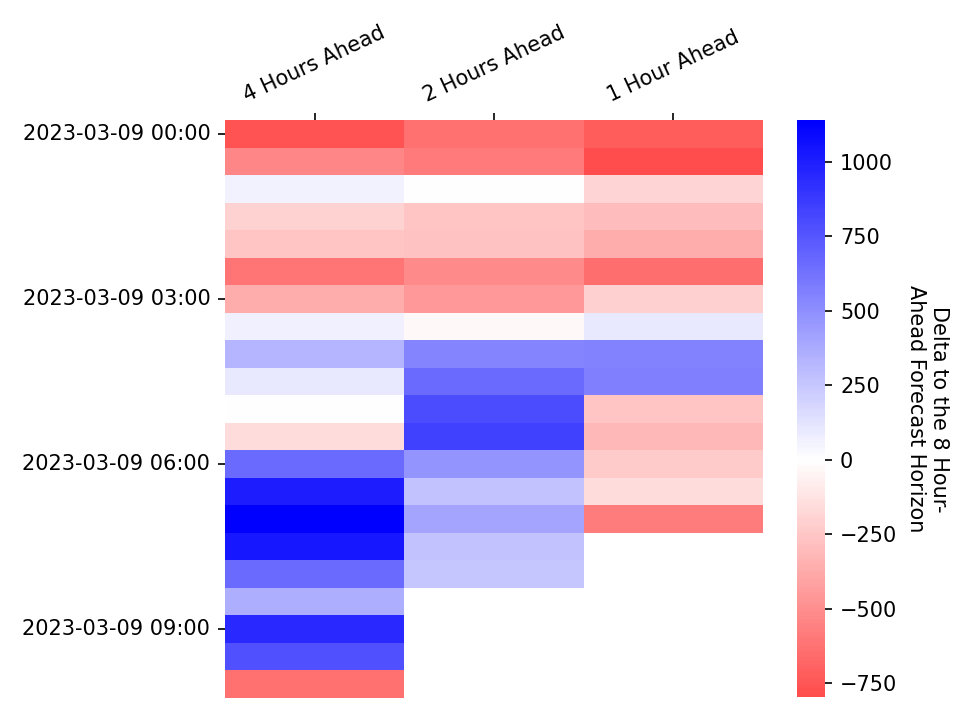 4 Hours Ahead
2 Hours Ahead
1 Hour Ahead
2023-03-09 00:00
2023-03-09 03:00
2023-03-09 06:00
2023-03-09 09:00
1000
750
500
250
0
−250
−500
−750
Delta to the 8 Hour-
Ahead Forecast Horizon